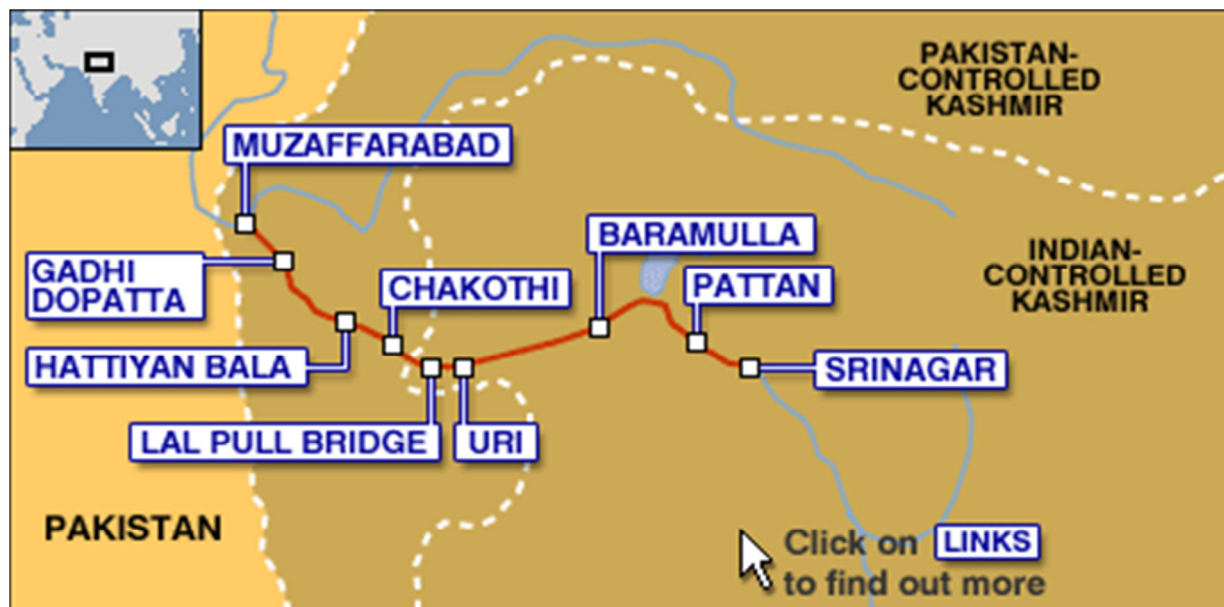 PAKISTAN-
CONTROLLED
KASHMIR
MUZAFFARABAD
BARAMULLA
GADHI
DOPATTA
CHAKOTHI
PATTAN
INDIAN-
CONTROLLED
KASHMIR
HATTIYAN BALA
SRINAGAR
LAL PULL BRIDGE
URI
PAKISTAN
Click on LINKS
to find out more